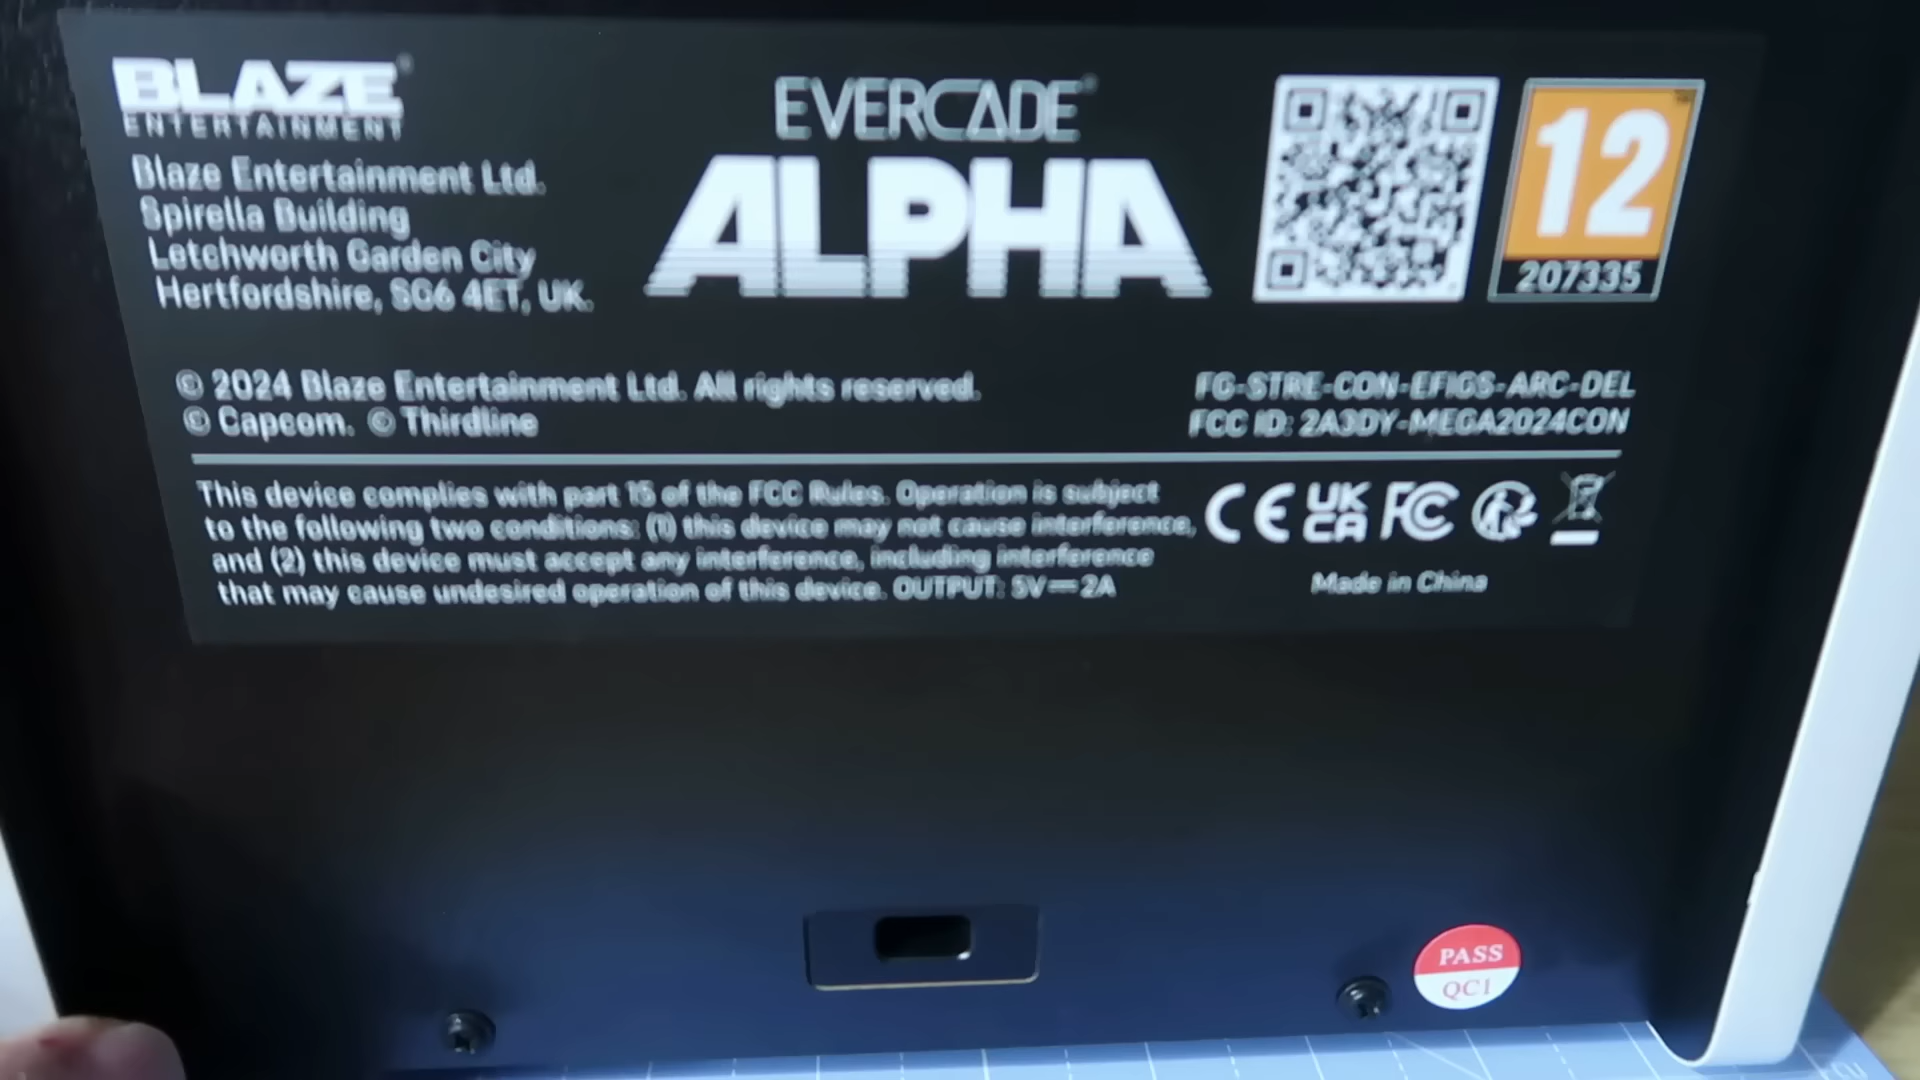 BLAZE
ENTERTAINMENT
Blaze Entertainment Ltd.
Spirella Building
Letchworth Garden City
Hertfordshire, SG6 4ET, UK.
EVERCADE
ALPHA
12
207335
© 2024 Blaze Entertainment Ltd. All rights reserved.
© Capcom. © Thirdline
FG-STRE-CON-EFIGS-ARC-DEL
FCC ID: 2A3DY-MEGA2024CON
This device complies with part 15 of the FCC Rules. Operation is subject
to the following two conditions: (1) this device may not cause interference,
and (2) this device must accept any interference, including interference
that may cause undesired operation of this device. OUTPUT: 5V⎓2A
CE UK CA FC
Made in China
PASS
QC1